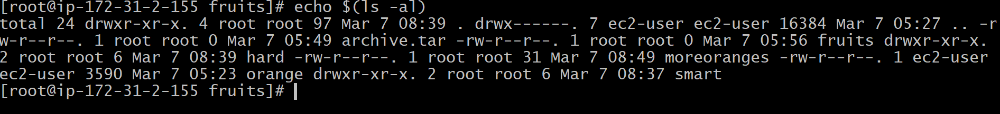 [root@ip-172-31-2-155 fruits]# echo $(ls -al)
total 24 drwxr-xr-x. 4 root root 97 Mar 7 08:39 . drwx------. 7 ec2-user ec2-user 16384 Mar 7 05:27 .. -r
w-r--r--. 1 root root 0 Mar 7 05:49 archive.tar -rw-r--r--. 1 root root 0 Mar 7 05:56 fruits drwxr-xr-x.
2 root root 6 Mar 7 08:39 hard -rw-r--r--. 1 root root 31 Mar 7 08:49 moreoranges -rw-r--r--. 1 ec2-user
ec2-user 3590 Mar 7 05:23 orange drwxr-xr-x. 2 root root 6 Mar 7 08:37 smart
[root@ip-172-31-2-155 fruits]#